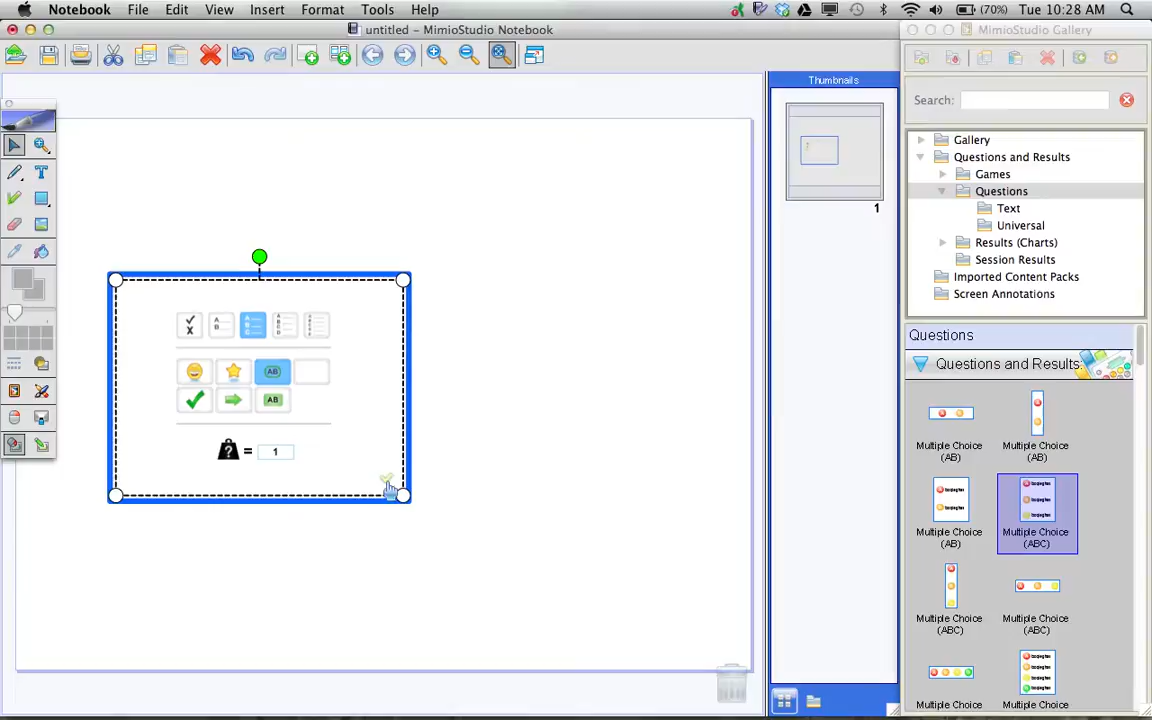 Notebook File Edit View Insert Format Tools Help (70%) Tue 10:28 AM
untitled – MimioStudio Notebook
MimioStudio Gallery
Thumbnails
1
Search:
Gallery
Questions and Results
Games
Questions
Text
Universal
Results (Charts)
Session Results
Imported Content Packs
Screen Annotations
Questions
Questions and Results:
Multiple Choice
(AB)
Multiple Choice
(AB)
Multiple Choice
(AB)
Multiple Choice
(ABC)
Multiple Choice
(ABC)
Multiple Choice
(ABC)
Multiple Choice
Multiple Choice
AB
AB
? = 1